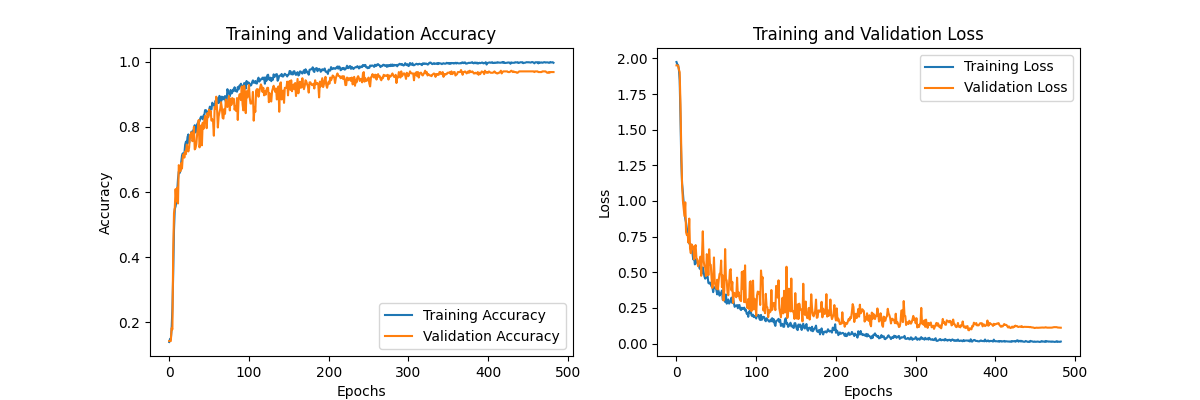 Training and Validation Accuracy
Accuracy
1.0
0.8
0.6
0.4
0.2
0
100
200
300
400
500
Epochs
Training Accuracy
Validation Accuracy
Training and Validation Loss
Loss
2.00
1.75
1.50
1.25
1.00
0.75
0.50
0.25
0.00
0
100
200
300
400
500
Epochs
Training Loss
Validation Loss